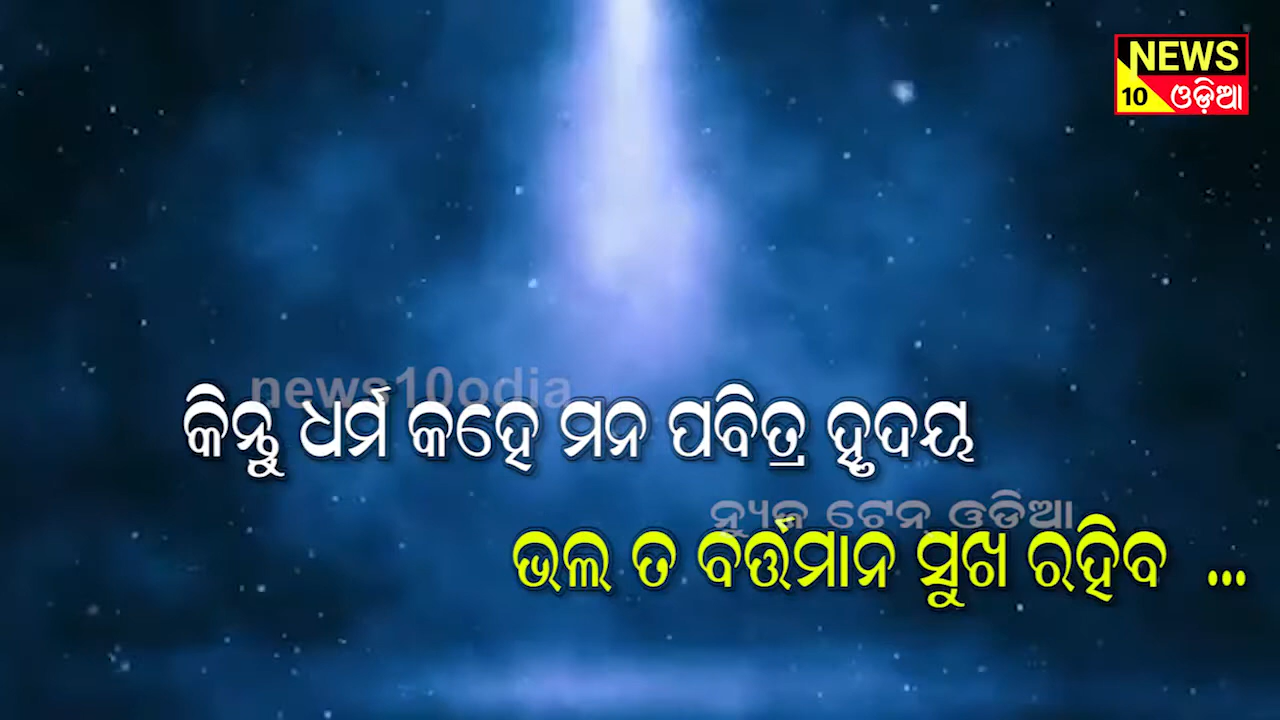 NEWS
10 ଓଡ଼ିଆ
news10odia
କିନ୍ତୁ ଧର୍ମ କହେ ମନ ପବିତ୍ର ହୃଦୟ
ନ୍ୟୁଜ ଟେନ ଓଡିଆ
ଭଲ ତ ବର୍ତ୍ତମାନ ସୁଖ ରହିବ ...